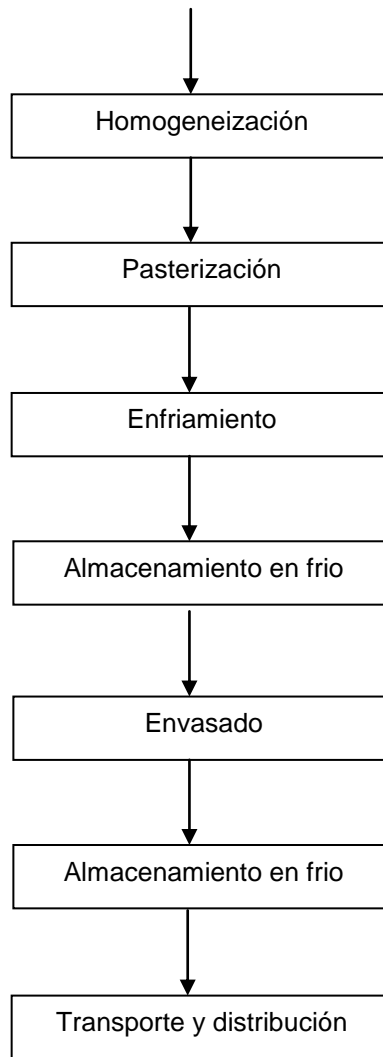 Homogeneización
Pasterización
Enfriamiento
Almacenamiento en frio
Envasado
Almacenamiento en frio
Transporte y distribución